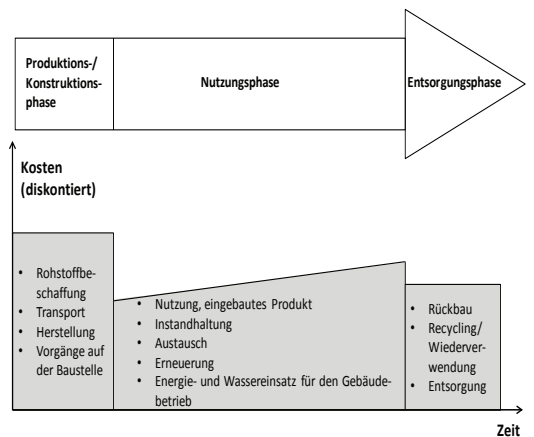 Produktions-/
Konstruktions-
phase
Nutzungsphase
Entsorgungsphase
Kosten
(diskontiert)
• Rohstoffbe-
schaffung
• Transport
• Herstellung
• Vorgänge auf
der Baustelle
• Nutzung, eingebautes Produkt
• Instandhaltung
• Austausch
• Erneuerung
• Energie- und Wassereinsatz für den Gebäude-
betrieb
• Rückbau
• Recycling/
Wiederver-
wendung
• Entsorgung
Zeit